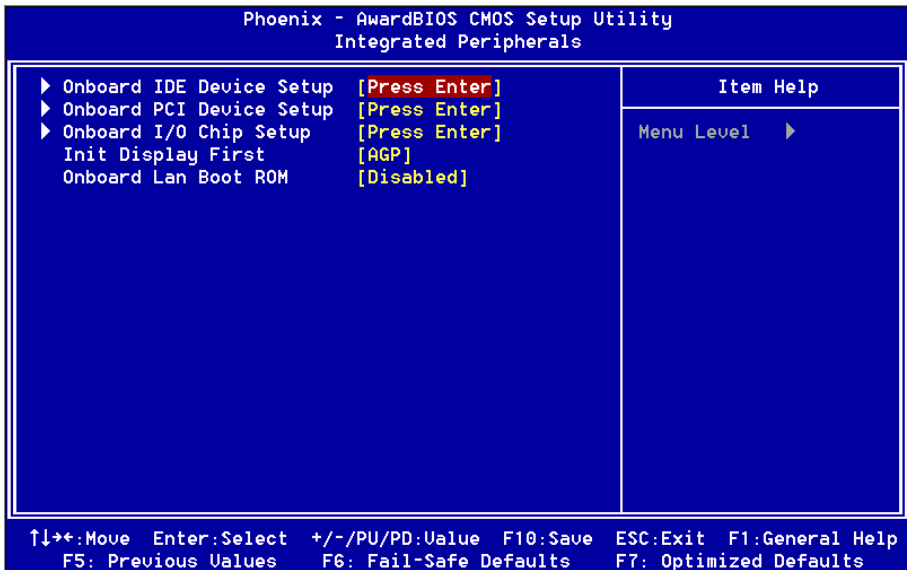 Phoenix - AwardBIOS CMOS Setup Utility
Integrated Peripherals
▶ Onboard IDE Device Setup [Press Enter]
▶ Onboard PCI Device Setup [Press Enter]
▶ Onboard I/O Chip Setup [Press Enter]
Init Display First [AGP]
Onboard Lan Boot ROM [Disabled]
Item Help
Menu Level ▶
↑↓→←:Move Enter:Select +/-/PU/PD:Value F10:Save ESC:Exit F1:General Help
F5: Previous Values F6: Fail-Safe Defaults F7: Optimized Defaults